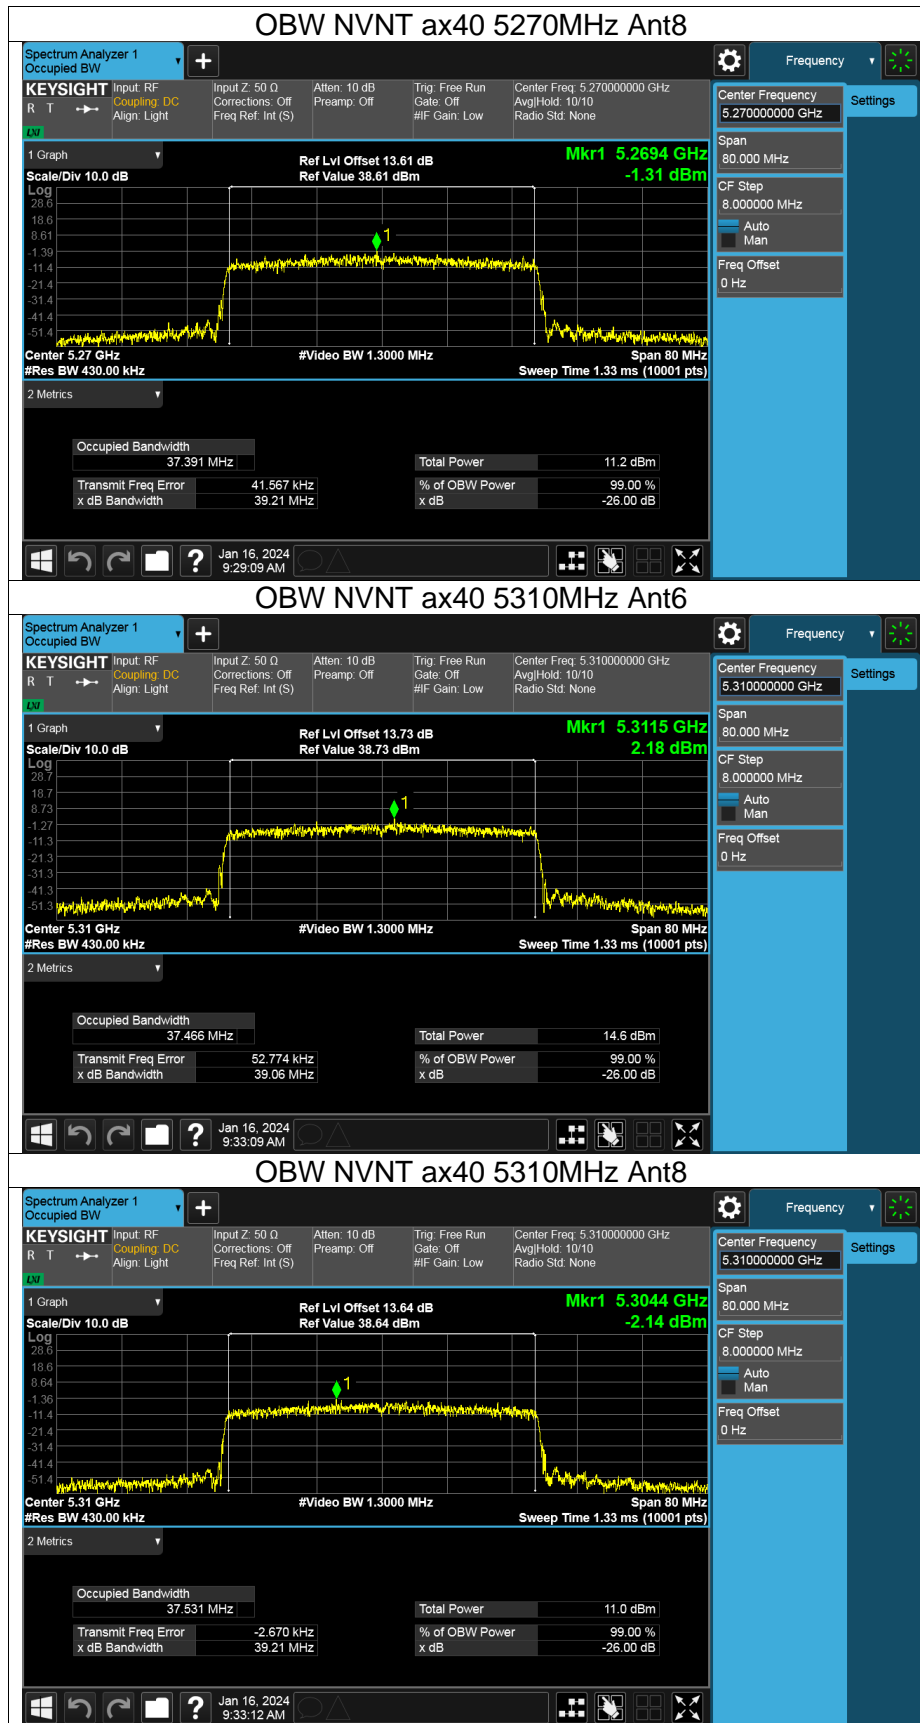 OBW NVNT ax40 5270MHz Ant8
Spectrum Analyzer 1
Occupied BW
+
Frequency
KEYSIGHT
R T
LXI
Input: RF
Coupling: DC
Align: Light
Input Z: 50 Ω
Corrections: Off
Freq Ref: Int (S)
Atten: 10 dB
Preamp: Off
Trig: Free Run
Gate: Off
#IF Gain: Low
Center Freq: 5.270000000 GHz
Avg|Hold: 10/10
Radio Std: None
Center Frequency
5.270000000 GHz
Settings
Span
80.000 MHz
CF Step
8.000000 MHz
Auto
Man
Freq Offset
0 Hz
1 Graph
Scale/Div 10.0 dB
Ref Lvl Offset 13.61 dB
Ref Value 38.61 dBm
Mkr1 5.2694 GHz
-1.31 dBm
Log
28.6
18.6
8.61
-1.39
-11.4
-21.4
-31.4
-41.4
-51.4
1
Center 5.27 GHz
#Res BW 430.00 kHz
#Video BW 1.3000 MHz
Span 80 MHz
Sweep Time 1.33 ms (10001 pts)
2 Metrics
Occupied Bandwidth
37.391 MHz
Total Power 11.2 dBm
Transmit Freq Error 41.567 kHz
% of OBW Power 99.00 %
x dB Bandwidth 39.21 MHz
x dB -26.00 dB
?
Jan 16, 2024
9:29:09 AM
OBW NVNT ax40 5310MHz Ant6
Spectrum Analyzer 1
Occupied BW
+
Frequency
KEYSIGHT
R T
LXI
Input: RF
Coupling: DC
Align: Light
Input Z: 50 Ω
Corrections: Off
Freq Ref: Int (S)
Atten: 10 dB
Preamp: Off
Trig: Free Run
Gate: Off
#IF Gain: Low
Center Freq: 5.310000000 GHz
Avg|Hold: 10/10
Radio Std: None
Center Frequency
5.310000000 GHz
Settings
Span
80.000 MHz
CF Step
8.000000 MHz
Auto
Man
Freq Offset
0 Hz
1 Graph
Scale/Div 10.0 dB
Ref Lvl Offset 13.73 dB
Ref Value 38.73 dBm
Mkr1 5.3115 GHz
2.18 dBm
Log
28.7
18.7
8.73
-1.27
-11.3
-21.3
-31.3
-41.3
-51.3
1
Center 5.31 GHz
#Res BW 430.00 kHz
#Video BW 1.3000 MHz
Span 80 MHz
Sweep Time 1.33 ms (10001 pts)
2 Metrics
Occupied Bandwidth
37.466 MHz
Total Power 14.6 dBm
Transmit Freq Error 52.774 kHz
% of OBW Power 99.00 %
x dB Bandwidth 39.06 MHz
x dB -26.00 dB
?
Jan 16, 2024
9:33:09 AM
OBW NVNT ax40 5310MHz Ant8
Spectrum Analyzer 1
Occupied BW
+
Frequency
KEYSIGHT
R T
LXI
Input: RF
Coupling: DC
Align: Light
Input Z: 50 Ω
Corrections: Off
Freq Ref: Int (S)
Atten: 10 dB
Preamp: Off
Trig: Free Run
Gate: Off
#IF Gain: Low
Center Freq: 5.310000000 GHz
Avg|Hold: 10/10
Radio Std: None
Center Frequency
5.310000000 GHz
Settings
Span
80.000 MHz
CF Step
8.000000 MHz
Auto
Man
Freq Offset
0 Hz
1 Graph
Scale/Div 10.0 dB
Ref Lvl Offset 13.64 dB
Ref Value 38.64 dBm
Mkr1 5.3044 GHz
-2.14 dBm
Log
28.6
18.6
8.64
-1.36
-11.4
-21.4
-31.4
-41.4
-51.4
1
Center 5.31 GHz
#Res BW 430.00 kHz
#Video BW 1.3000 MHz
Span 80 MHz
Sweep Time 1.33 ms (10001 pts)
2 Metrics
Occupied Bandwidth
37.531 MHz
Total Power 11.0 dBm
Transmit Freq Error -2.670 kHz
% of OBW Power 99.00 %
x dB Bandwidth 39.21 MHz
x dB -26.00 dB
?
Jan 16, 2024
9:33:12 AM